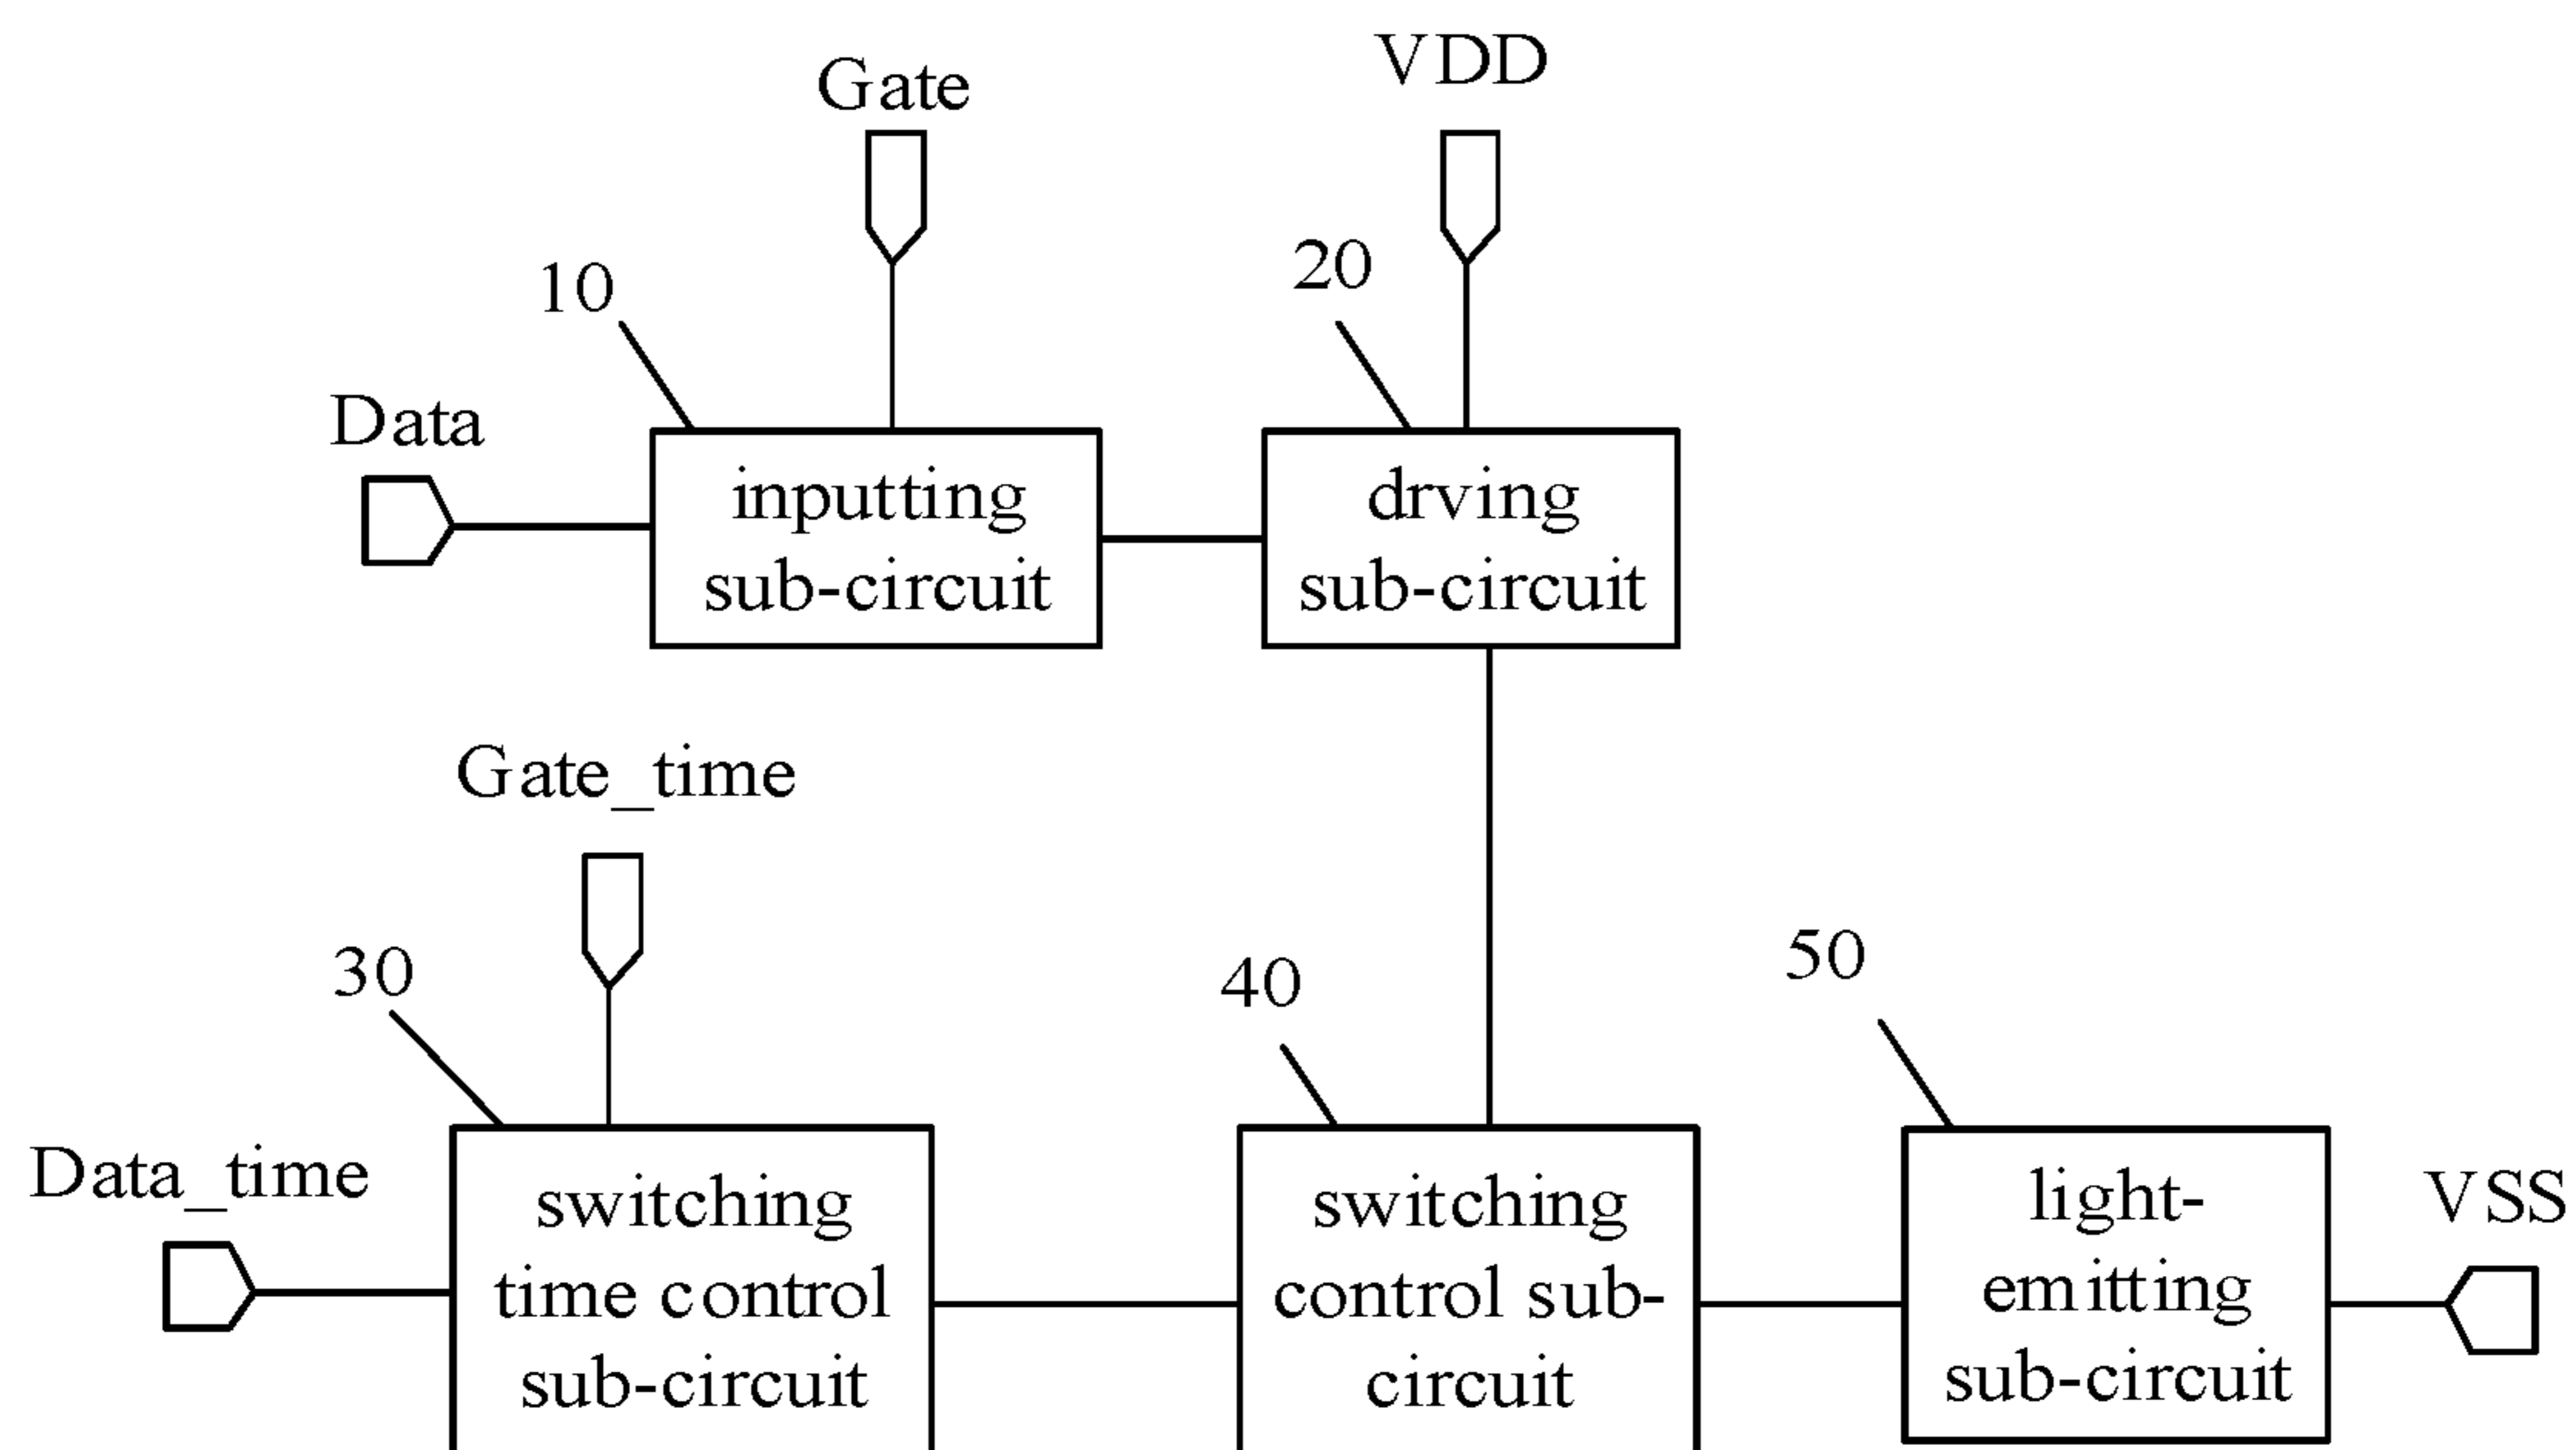 Gate
VDD
10
20
Data
inputting
sub-circuit
drving
sub-circuit
Gate_time
30
40
50
Data_time
switching
time control
sub-circuit
switching
control sub-
circuit
light-
emitting
sub-circuit
VSS